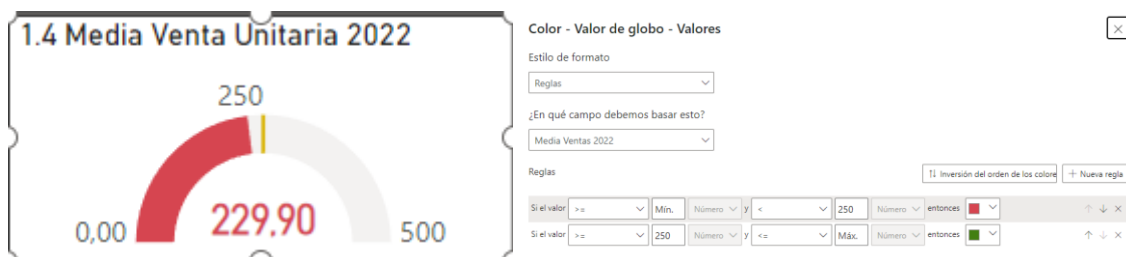 1.4 Media Venta Unitaria 2022
250
229,90
0,00
500
Color - Valor de globo - Valores
Estilo de formato
Reglas
¿En qué campo debemos basar esto?
Media Ventas 2022
Reglas
Inversión del orden de los colore
+ Nueva regla
Si el valor >= Mín. Número y < 250 Número entonces
Si el valor >= 250 Número y <= Máx. Número entonces